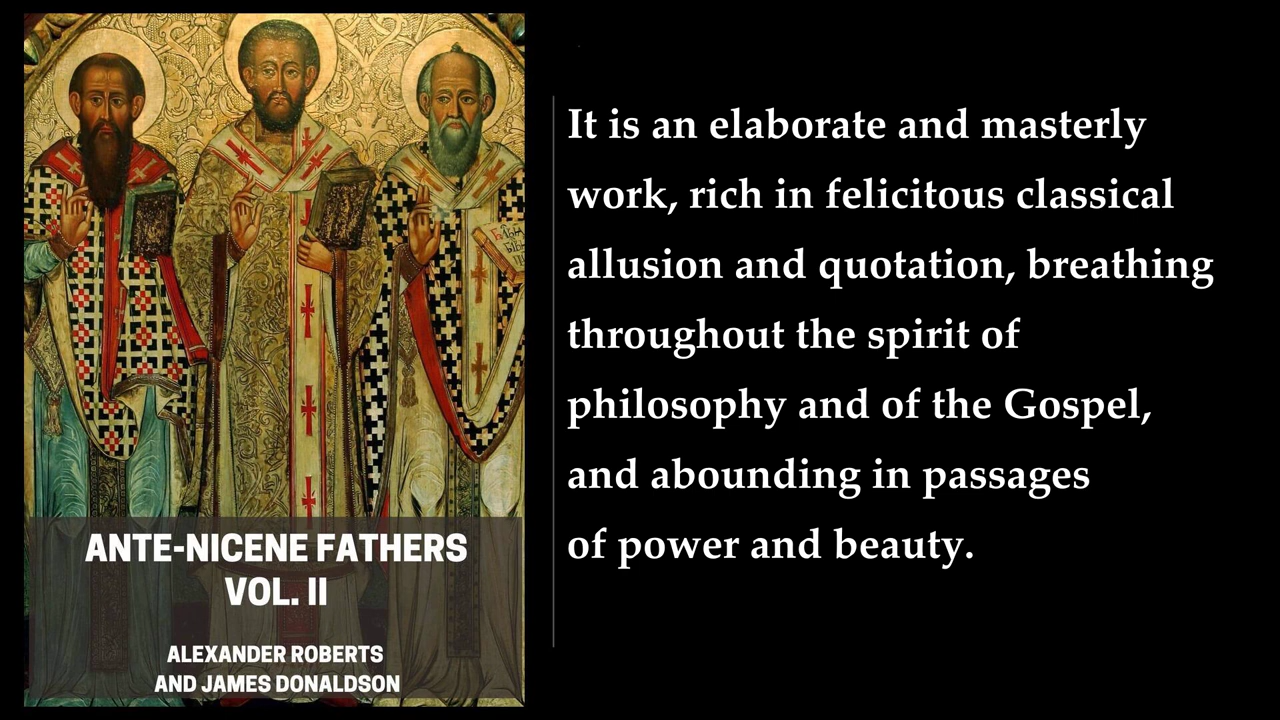 ANTE-NICENE FATHERS
VOL. II
ALEXANDER ROBERTS
AND JAMES DONALDSON
It is an elaborate and masterly
work, rich in felicitous classical
allusion and quotation, breathing
throughout the spirit of
philosophy and of the Gospel,
and abounding in passages
of power and beauty.